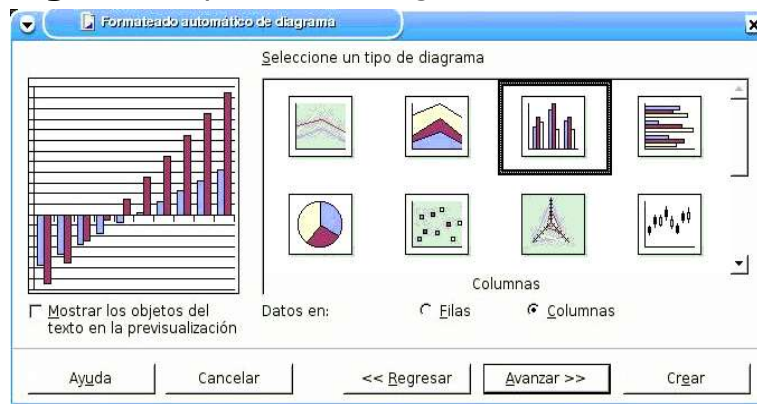 Formateado automático de diagrama
Seleccione un tipo de diagrama
Columnas
Mostrar los objetos del
texto en la previsualización
Datos en:
Filas
Columnas
Ayuda
Cancelar
<< Regresar
Avanzar >>
Crear